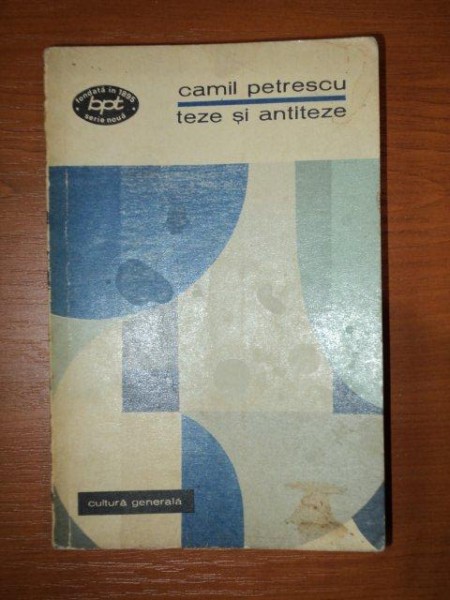 fondată în 1895
bpt
serie nouă
camil petrescu
teze și antiteze
cultură generală